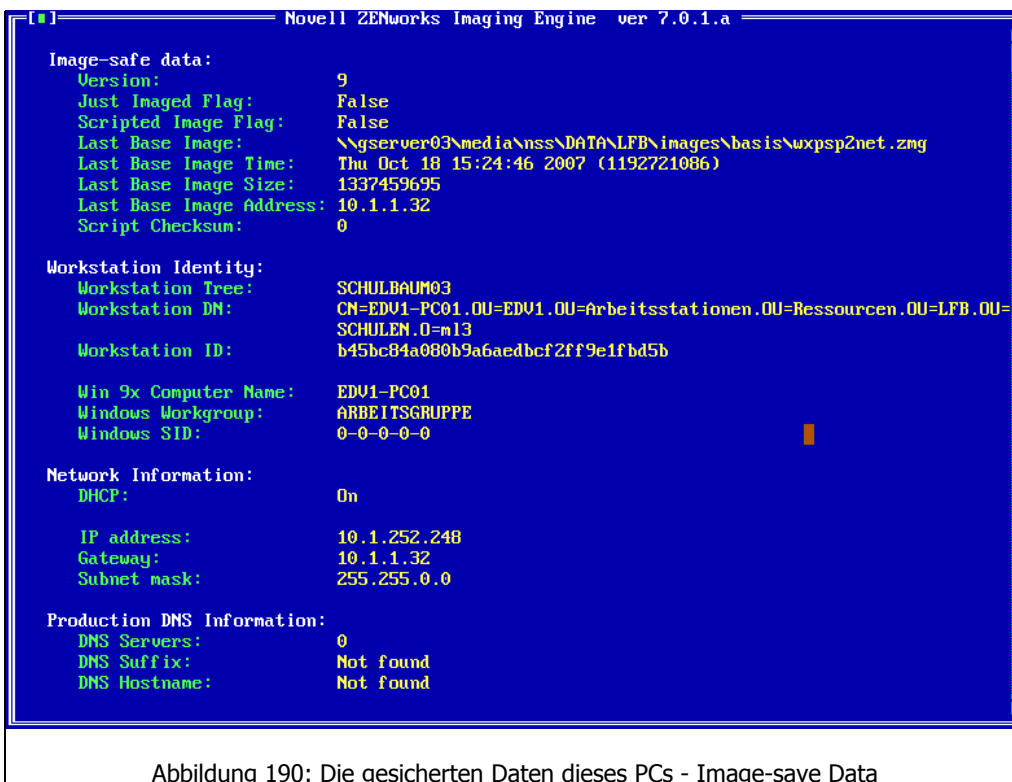 [■] Novell ZENworks Imaging Engine ver 7.0.1.a
Image-safe data:
Version: 9
Just Imaged Flag: False
Scripted Image Flag: False
Last Base Image: \\gserver03\media\nss\DATA\LFB\images\basis\wxpsp2net.zmg
Last Base Image Time: Thu Oct 18 15:24:46 2007 (1192721086)
Last Base Image Size: 1337459695
Last Base Image Address: 10.1.1.32
Script Checksum: 0
Workstation Identity:
Workstation Tree: SCHULBAUM03
Workstation DN: CN=EDV1-PC01.OU=EDV1.OU=Arbeitsstationen.OU=Ressourcen.OU=LFB.OU=
SCHULEN.O=ml3
Workstation ID: b45bc84a080b9a6aedbcf2ff9e1fbd5b
Win 9x Computer Name: EDV1-PC01
Windows Workgroup: ARBEITSGRUPPE
Windows SID: 0-0-0-0-0
Network Information:
DHCP: On
IP address: 10.1.252.248
Gateway: 10.1.1.32
Subnet mask: 255.255.0.0
Production DNS Information:
DNS Servers: 0
DNS Suffix: Not found
DNS Hostname: Not found
Abbildung 190: Die gesicherten Daten dieses PCs - Image-save Data